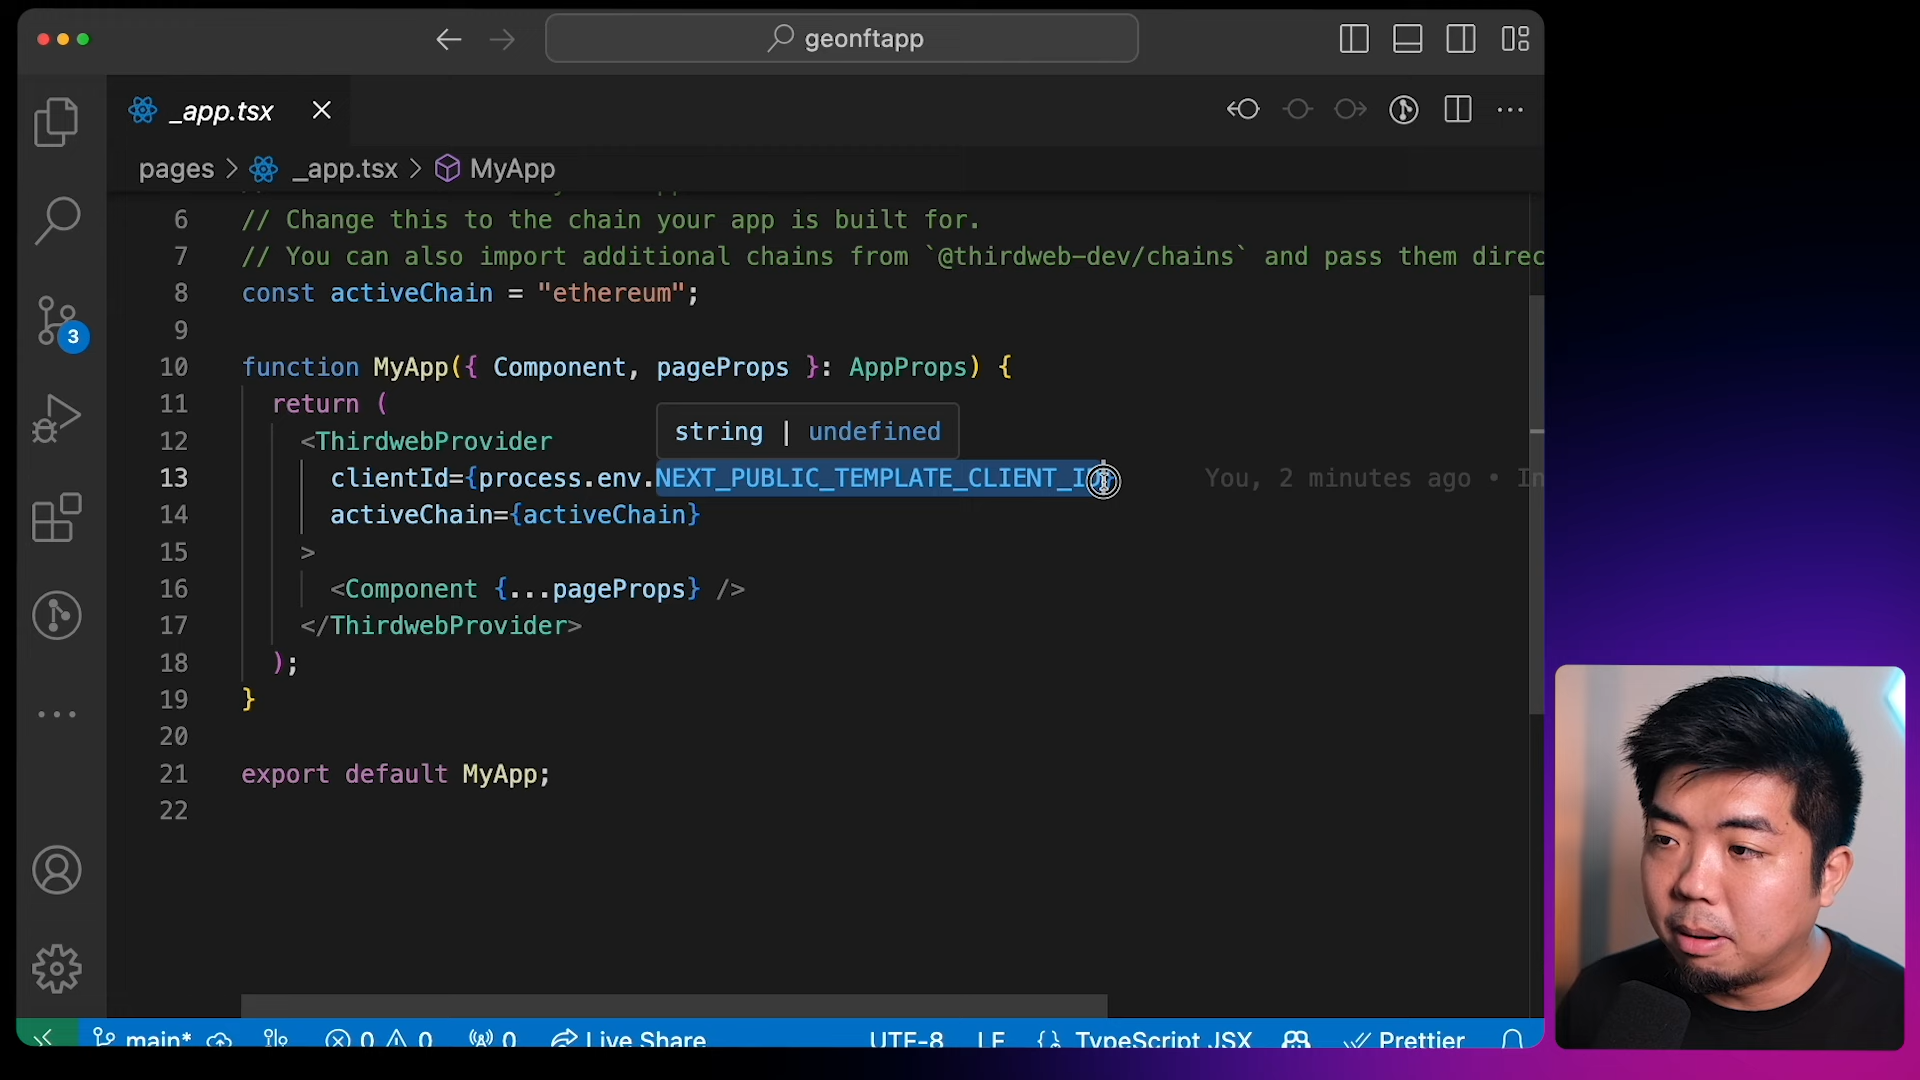 geonftapp
_app.tsx
pages > _app.tsx > MyApp
6 // Change this to the chain your app is built for.
7 // You can also import additional chains from `@thirdweb-dev/chains` and pass them direc
8 const activeChain = "ethereum";
9
10 function MyApp({ Component, pageProps }: AppProps) {
11 return (
string | undefined
12 <ThirdwebProvider
13 clientId={process.env.NEXT_PUBLIC_TEMPLATE_CLIENT_ID} You, 2 minutes ago • In
14 activeChain={activeChain}
15 >
16 <Component {...pageProps} />
17 </ThirdwebProvider>
18 );
19 }
20
21 export default MyApp;
22
3
main* 0 0 0 Live Share UTF-8 LF {} TypeScript JSX Prettier